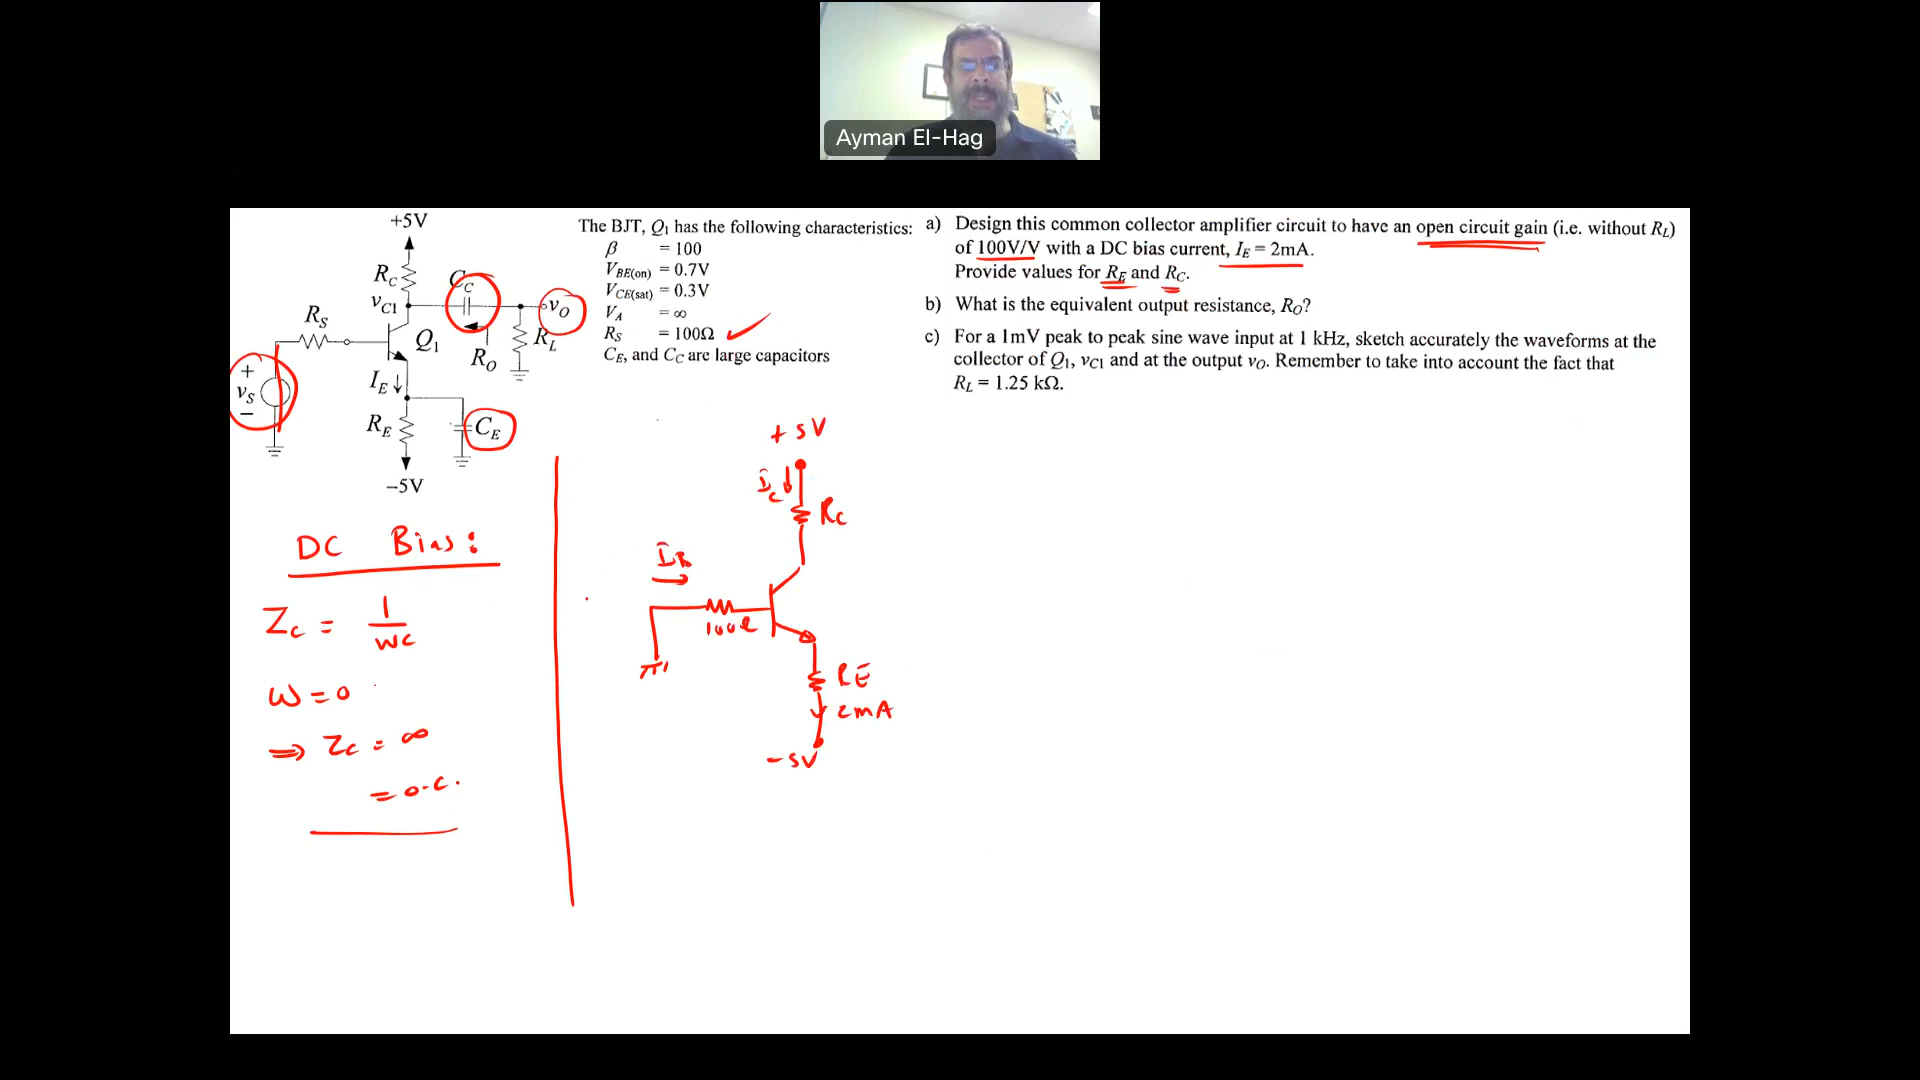 Ayman El-Hag
+5V
R_C
C_C
v_C1
v_O
R_S
Q_1
R_L
R_O
+
v_S
−
I_E
R_E
C_E
−5V
The BJT, Q_1 has the following characteristics:
β = 100
V_BE(on) = 0.7V
V_CE(sat) = 0.3V
V_A = ∞
R_S = 100Ω
C_E, and C_C are large capacitors
a) Design this common collector amplifier circuit to have an open circuit gain (i.e. without R_L)
of 100V/V with a DC bias current, I_E = 2mA.
Provide values for R_E and R_C.
b) What is the equivalent output resistance, R_O?
c) For a 1mV peak to peak sine wave input at 1 kHz, sketch accurately the waveforms at the
collector of Q_1, v_C1 and at the output v_O. Remember to take into account the fact that
R_L = 1.25 kΩ.
DC Bias:
Z_c = 1/wc
w = 0
⇒ Z_c = ∞
= o.c.
+5V
I_C
R_C
I_B
100Ω
RE
2mA
-5V